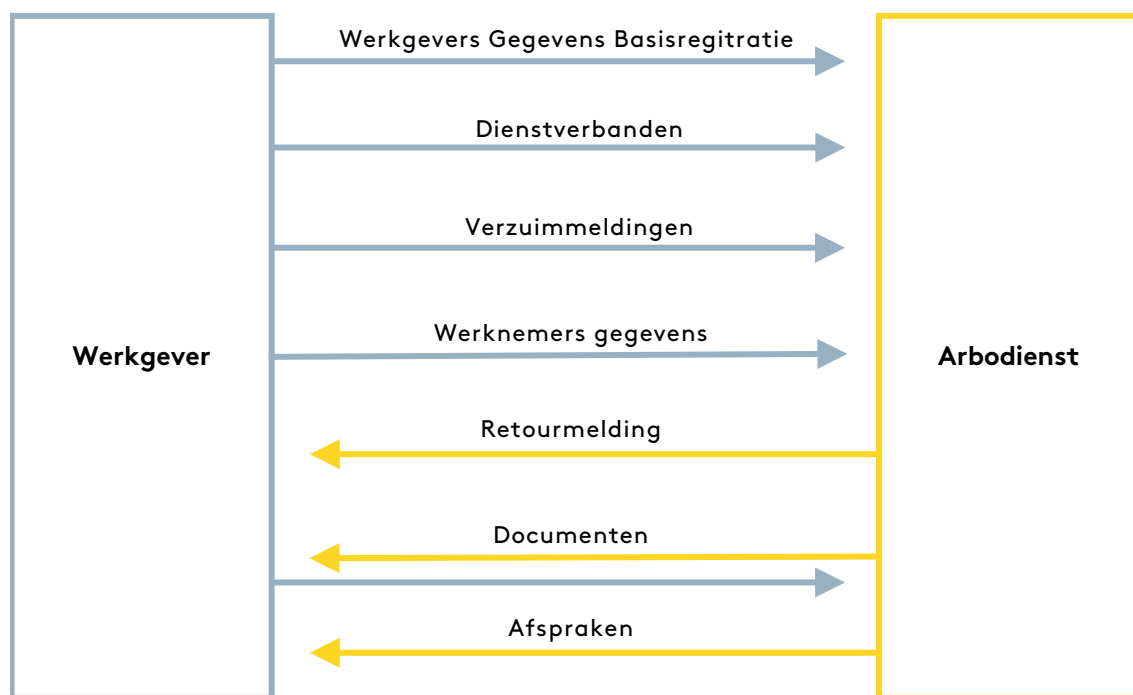 Werkgevers Gegevens Basisregitratie
Dienstverbanden
Verzuimmeldingen
Werknemers gegevens
Werkgever
Arbodienst
Retourmelding
Documenten
Afspraken